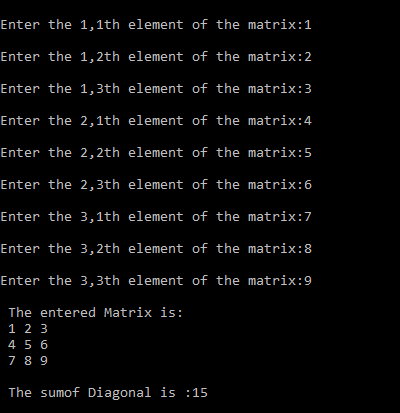 Enter the 1,1th element of the matrix:1
Enter the 1,2th element of the matrix:2
Enter the 1,3th element of the matrix:3
Enter the 2,1th element of the matrix:4
Enter the 2,2th element of the matrix:5
Enter the 2,3th element of the matrix:6
Enter the 3,1th element of the matrix:7
Enter the 3,2th element of the matrix:8
Enter the 3,3th element of the matrix:9
The entered Matrix is:
1 2 3
4 5 6
7 8 9
The sumof Diagonal is :15